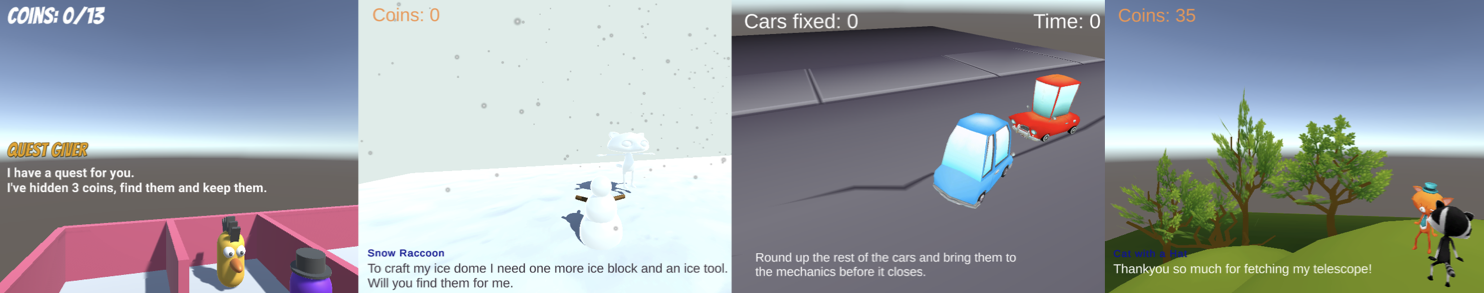 COINS: 0/13
QUEST GIVER
I have a quest for you.
I've hidden 3 coins, find them and keep them.
Coins: 0
Snow Raccoon
To craft my ice dome I need one more ice block and an ice tool.
Will you find them for me.
Cars fixed: 0
Time: 0
Round up the rest of the cars and bring them to
the mechanics before it closes.
Coins: 35
Cat with a Hat
Thankyou so much for fetching my telescope!